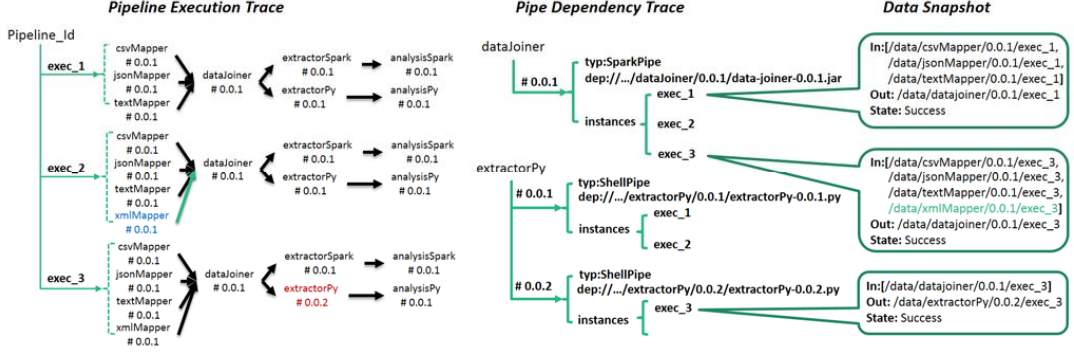 Pipeline Execution Trace
Pipeline_Id
exec_1
csvMapper
# 0.0.1
jsonMapper
# 0.0.1
textMapper
# 0.0.1
dataJoiner
# 0.0.1
extractorSpark
# 0.0.1
analysisSpark
# 0.0.1
extractorPy
# 0.0.1
analysisPy
# 0.0.1
exec_2
csvMapper
# 0.0.1
jsonMapper
# 0.0.1
textMapper
# 0.0.1
xmlMapper
# 0.0.1
dataJoiner
# 0.0.1
extractorSpark
# 0.0.1
analysisSpark
# 0.0.1
extractorPy
# 0.0.1
analysisPy
# 0.0.1
exec_3
csvMapper
# 0.0.1
jsonMapper
# 0.0.1
textMapper
# 0.0.1
xmlMapper
# 0.0.1
dataJoiner
# 0.0.1
extractorSpark
# 0.0.1
analysisSpark
# 0.0.1
extractorPy
# 0.0.2
analysisPy
# 0.0.1
Pipe Dependency Trace
dataJoiner
# 0.0.1
typ:SparkPipe
dep://.../dataJoiner/0.0.1/data-joiner-0.0.1.jar
instances
exec_1
exec_2
exec_3
extractorPy
# 0.0.1
typ:ShellPipe
dep://.../extractorPy/0.0.1/extractorPy-0.0.1.py
instances
exec_1
exec_2
# 0.0.2
typ:ShellPipe
dep://.../extractorPy/0.0.2/extractorPy-0.0.2.py
instances
exec_3
Data Snapshot
In:[/data/csvMapper/0.0.1/exec_1,
/data/jsonMapper/0.0.1/exec_1,
/data/textMapper/0.0.1/exec_1]
Out: /data/datajoiner/0.0.1/exec_1
State: Success
In:[/data/csvMapper/0.0.1/exec_3,
/data/jsonMapper/0.0.1/exec_3,
/data/textMapper/0.0.1/exec_3,
/data/xmlMapper/0.0.1/exec_3]
Out: /data/datajoiner/0.0.1/exec_3
State: Success
In:[/data/datajoiner/0.0.1/exec_3]
Out: /data/extractorPy/0.0.2/exec_3
State: Success